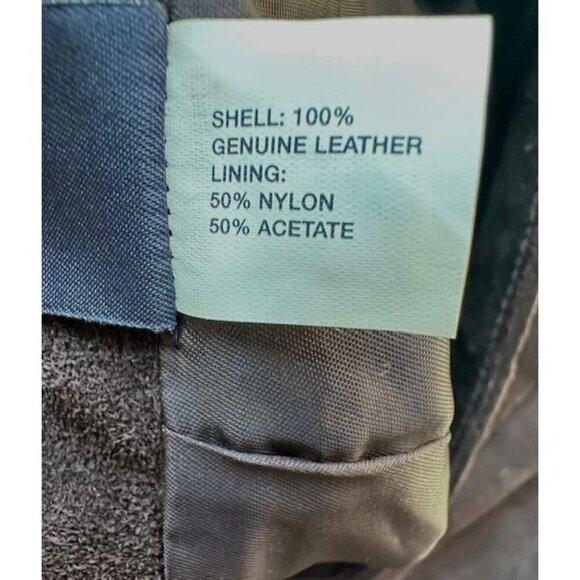 SHELL: 100%
GENUINE LEATHER
LINING:
50% NYLON
50% ACETATE